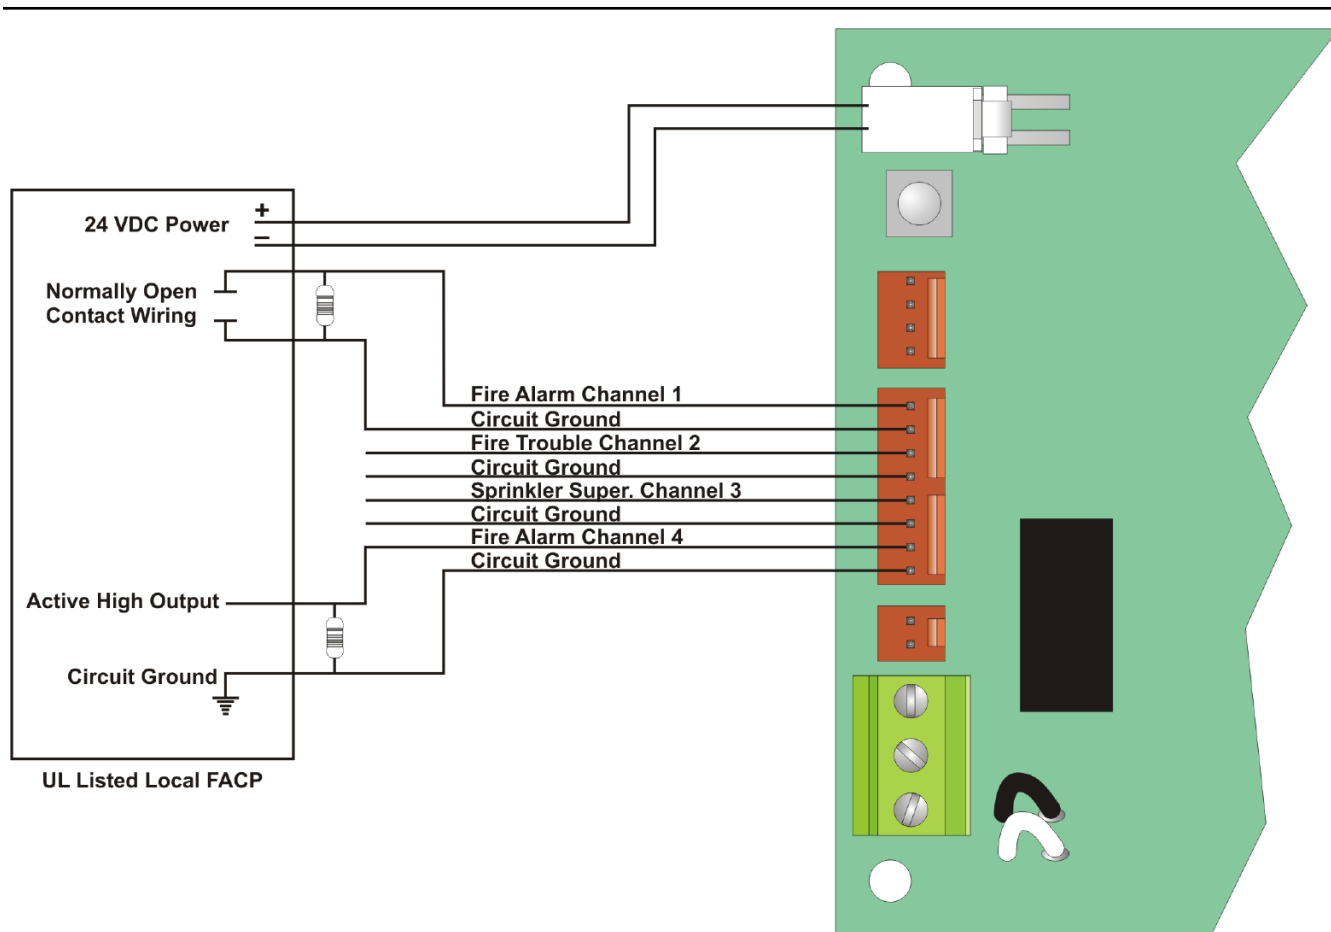 24 VDC Power
+
–
Normally Open
Contact Wiring
Fire Alarm Channel 1
Circuit Ground
Fire Trouble Channel 2
Circuit Ground
Sprinkler Super. Channel 3
Circuit Ground
Fire Alarm Channel 4
Circuit Ground
Active High Output
Circuit Ground
UL Listed Local FACP